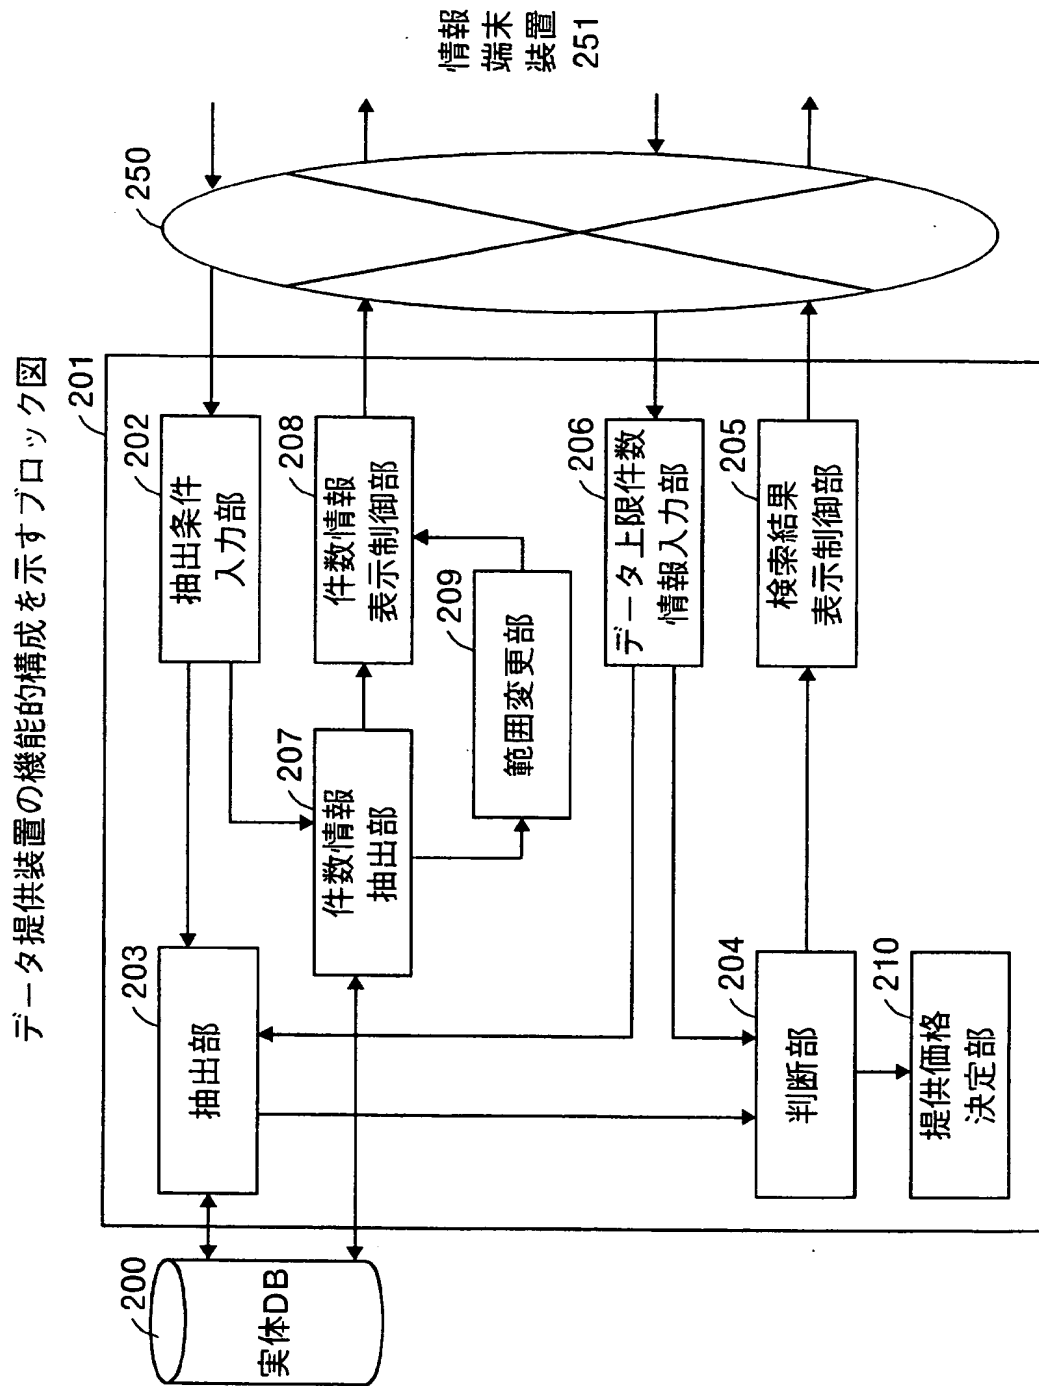 データ提供装置の機能的構成を示すブロック図
200
実体DB
201
202
抽出条件
入力部
203
抽出部
207
件数情報
抽出部
208
件数情報
表示制御部
209
範囲変更部
206
データ上限件数
情報入力部
204
判断部
205
検索結果
表示制御部
210
提供価格
決定部
250
情報
端末
装置
251